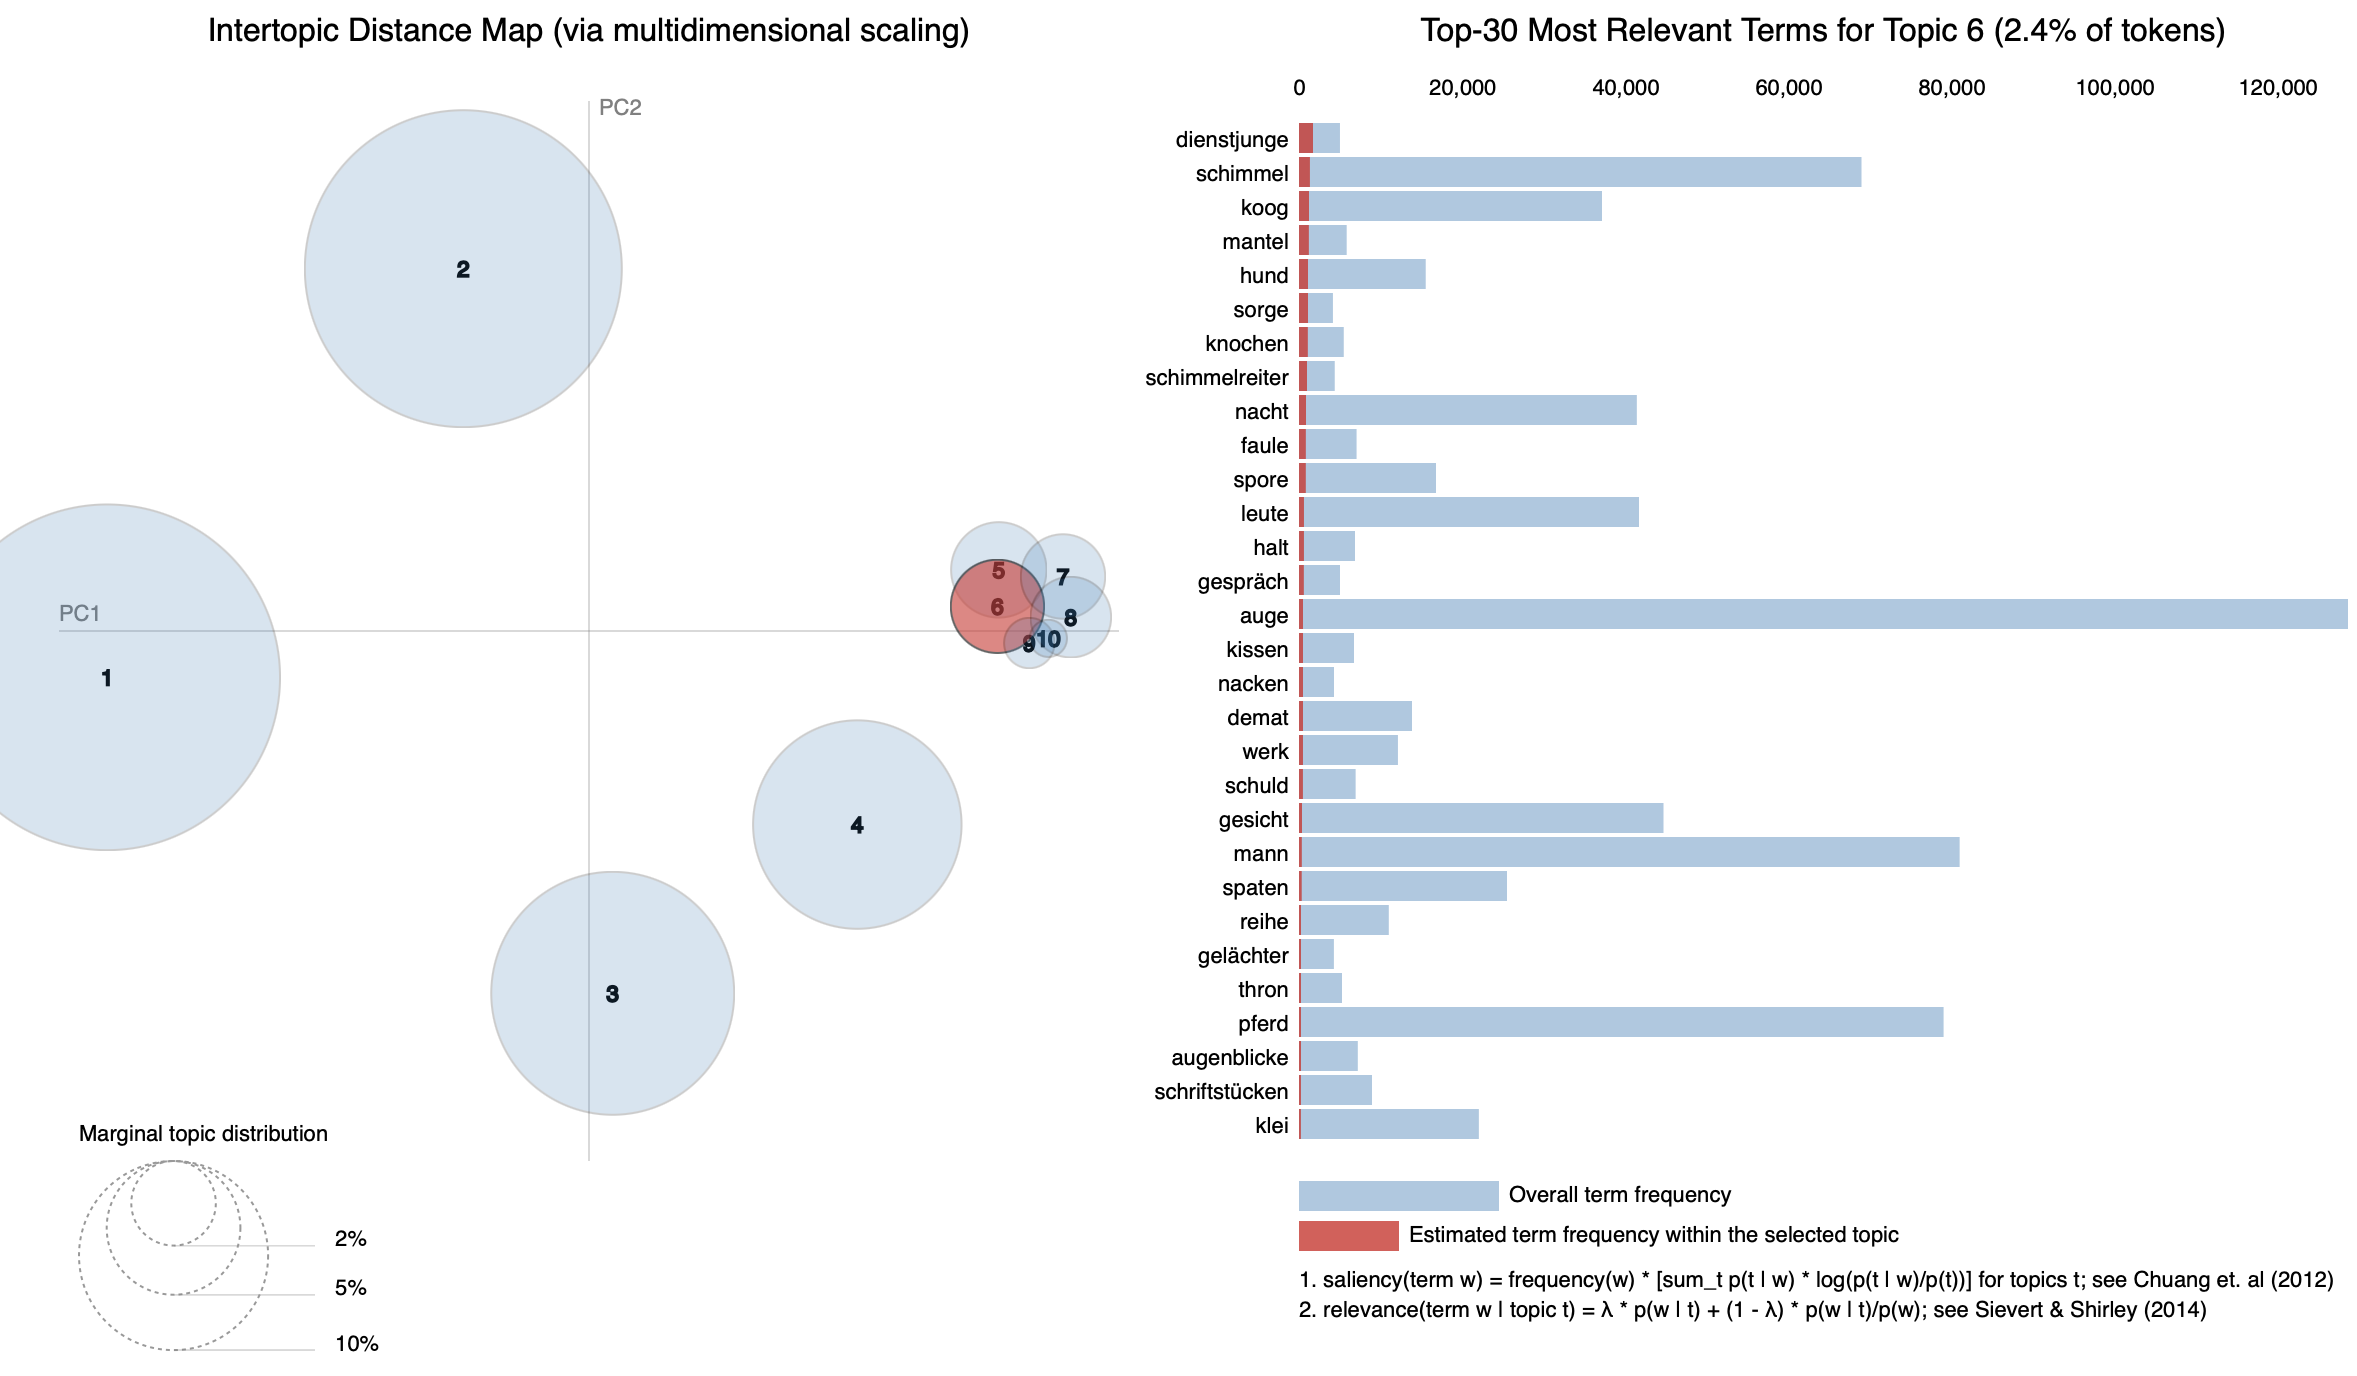 Intertopic Distance Map (via multidimensional scaling)
PC2
PC1
2
1
5
7
6
8
9
10
4
3
Marginal topic distribution
2%
5%
10%
Top-30 Most Relevant Terms for Topic 6 (2.4% of tokens)
0 20,000 40,000 60,000 80,000 100,000 120,000
dienstjunge
schimmel
koog
mantel
hund
sorge
knochen
schimmelreiter
nacht
faule
spore
leute
halt
gespräch
auge
kissen
nacken
demat
werk
schuld
gesicht
mann
spaten
reihe
gelächter
thron
pferd
augenblicke
schriftstücken
klei
Overall term frequency
Estimated term frequency within the selected topic
1. saliency(term w) = frequency(w) * [sum_t p(t | w) * log(p(t | w)/p(t))] for topics t; see Chuang et. al (2012)
2. relevance(term w | topic t) = λ * p(w | t) + (1 - λ) * p(w | t)/p(w); see Sievert & Shirley (2014)